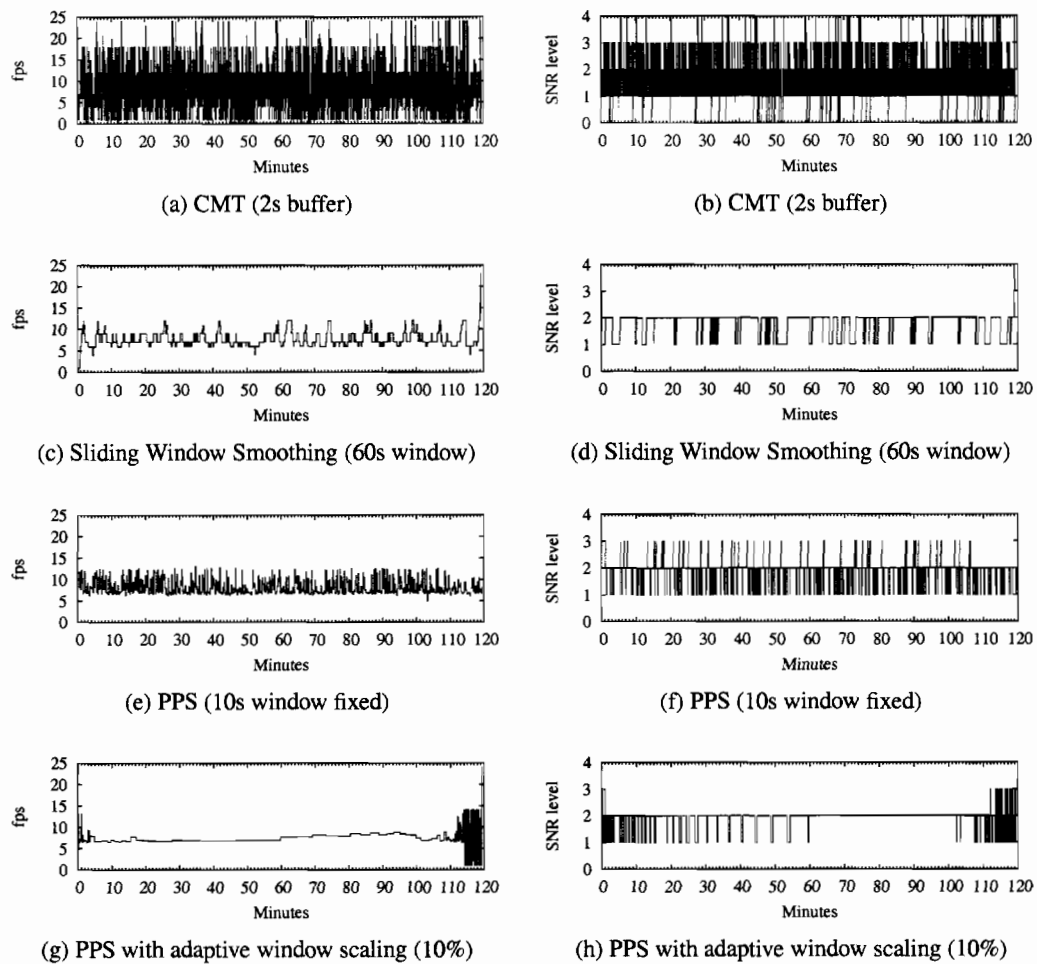 25
20
15
10
5
0
fps
0 10 20 30 40 50 60 70 80 90 100 110 120
Minutes
(a) CMT (2s buffer)
4
3
2
1
0
SNR level
0 10 20 30 40 50 60 70 80 90 100 110 120
Minutes
(b) CMT (2s buffer)
25
20
15
10
5
0
fps
0 10 20 30 40 50 60 70 80 90 100 110 120
Minutes
(c) Sliding Window Smoothing (60s window)
4
3
2
1
0
SNR level
0 10 20 30 40 50 60 70 80 90 100 110 120
Minutes
(d) Sliding Window Smoothing (60s window)
25
20
15
10
5
0
fps
0 10 20 30 40 50 60 70 80 90 100 110 120
Minutes
(e) PPS (10s window fixed)
4
3
2
1
0
SNR level
0 10 20 30 40 50 60 70 80 90 100 110 120
Minutes
(f) PPS (10s window fixed)
25
20
15
10
5
0
fps
0 10 20 30 40 50 60 70 80 90 100 110 120
Minutes
(g) PPS with adaptive window scaling (10%)
4
3
2
1
0
SNR level
0 10 20 30 40 50 60 70 80 90 100 110 120
Minutes
(h) PPS with adaptive window scaling (10%)